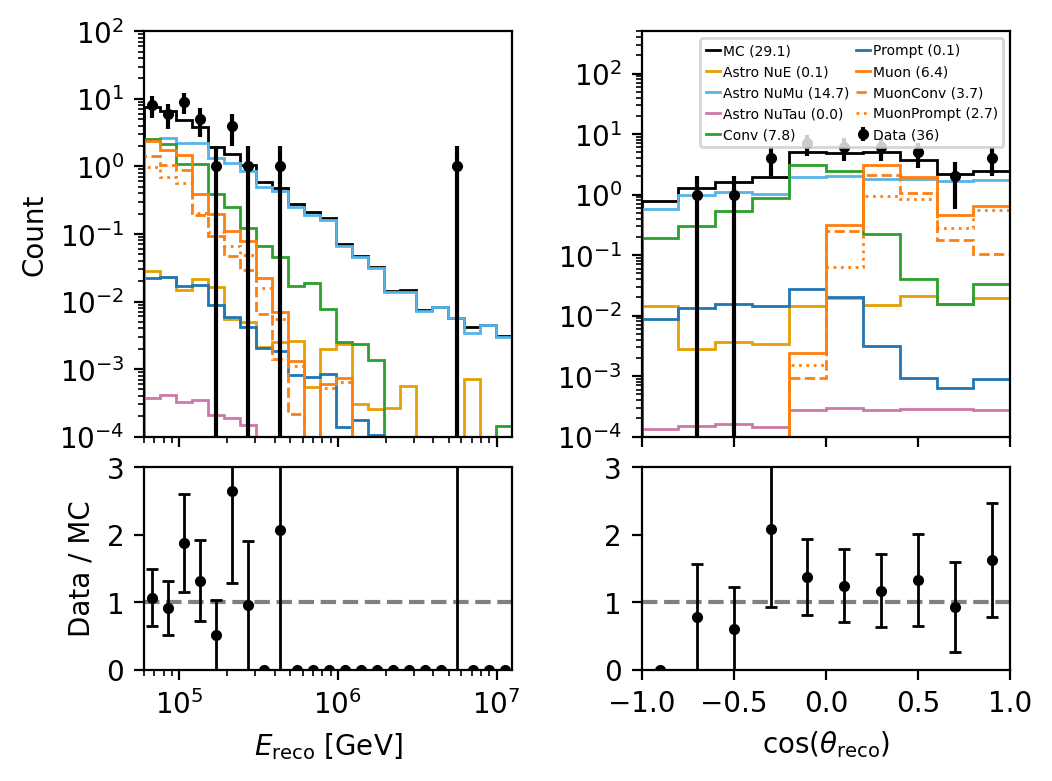 10²
10¹
10⁰
10⁻¹
10⁻²
10⁻³
10⁻⁴
Count
10²
10¹
10⁰
10⁻¹
10⁻²
10⁻³
10⁻⁴
MC (29.1)
Astro NuE (0.1)
Astro NuMu (14.7)
Astro NuTau (0.0)
Conv (7.8)
Prompt (0.1)
Muon (6.4)
MuonConv (3.7)
MuonPrompt (2.7)
Data (36)
3
2
1
0
Data / MC
10⁵ 10⁶ 10⁷
E_reco [GeV]
3
2
1
0
−1.0 −0.5 0.0 0.5 1.0
cos(θ_reco)